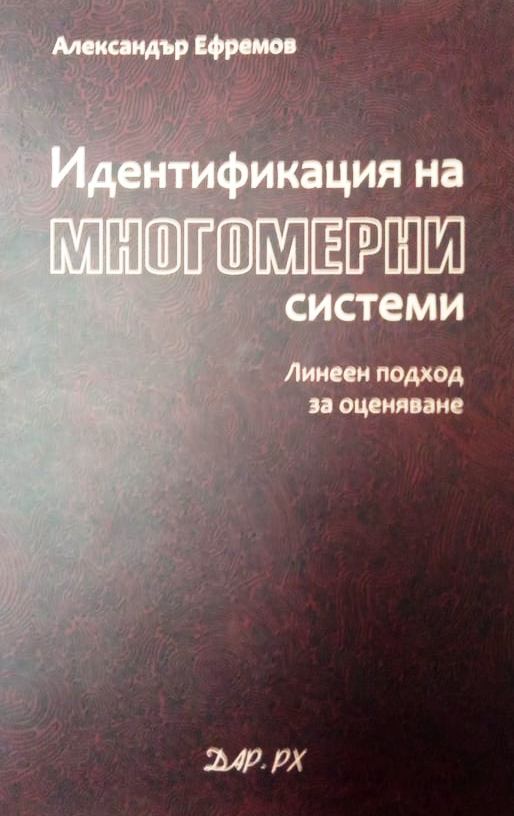 Александър Ефремов
Идентификация на
МНОГОМЕРНИ
системи
Линеен подход
за оценяване
ДАР. РХ